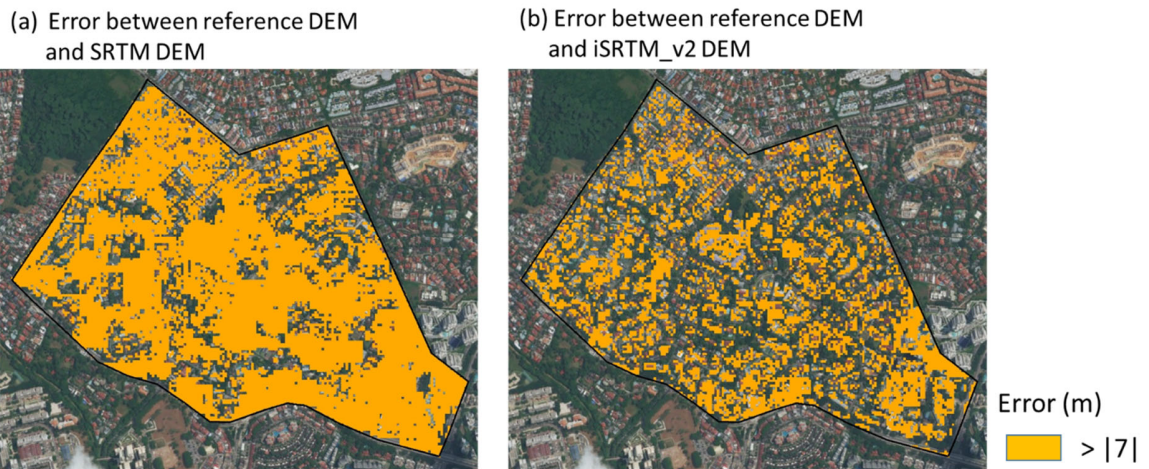 (a) Error between reference DEM
and SRTM DEM
(b) Error between reference DEM
and iSRTM_v2 DEM
Error (m)
> |7|